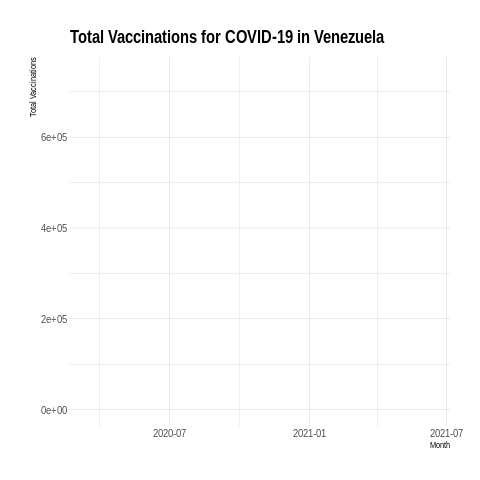 Total Vaccinations for COVID-19 in Venezuela
Total Vaccinations
6e+05
4e+05
2e+05
0e+00
2020-07 2021-01 2021-07
Month